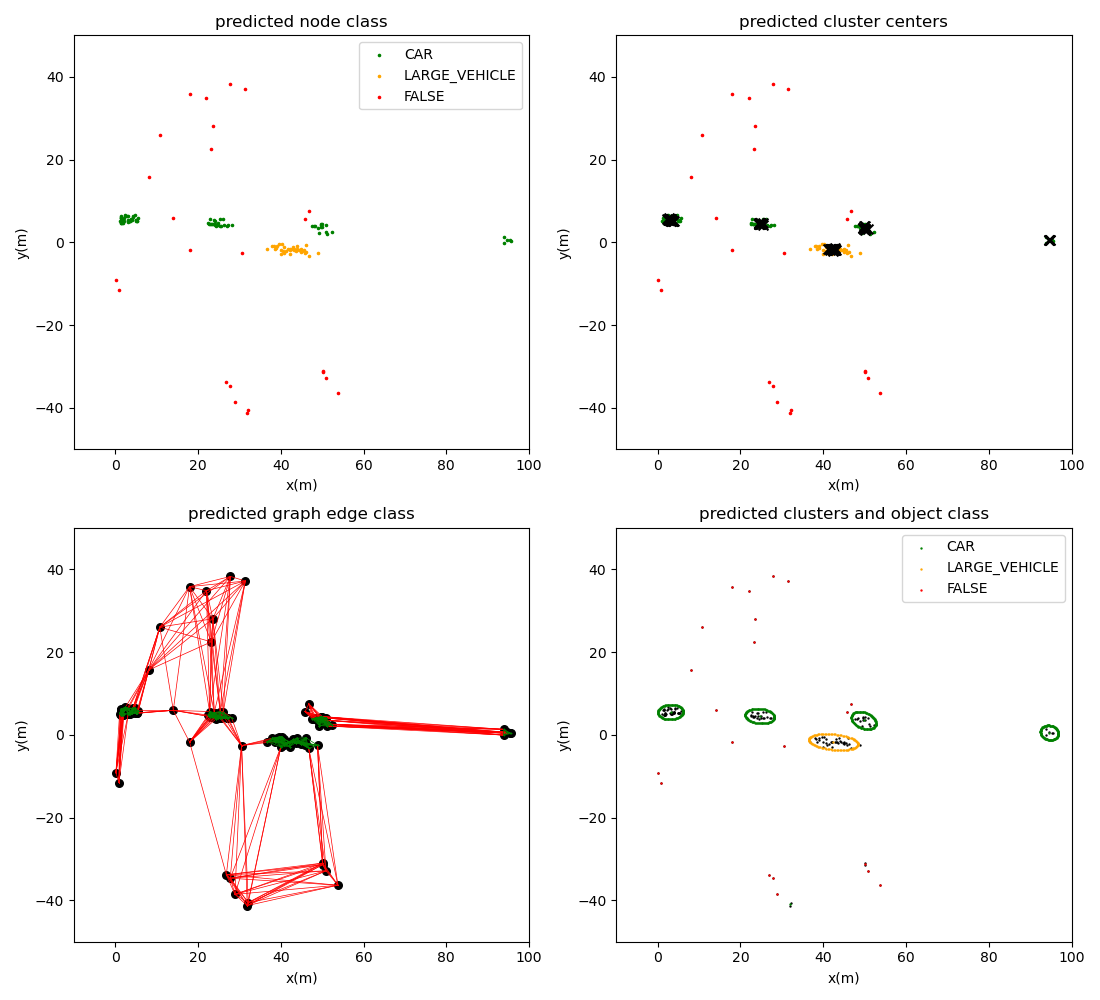 predicted node class
CAR
LARGE_VEHICLE
FALSE
40
20
0
−20
−40
y(m)
0 20 40 60 80 100
x(m)
predicted cluster centers
40
20
0
−20
−40
y(m)
0 20 40 60 80 100
x(m)
predicted graph edge class
40
20
0
−20
−40
y(m)
0 20 40 60 80 100
x(m)
predicted clusters and object class
CAR
LARGE_VEHICLE
FALSE
40
20
0
−20
−40
y(m)
0 20 40 60 80 100
x(m)